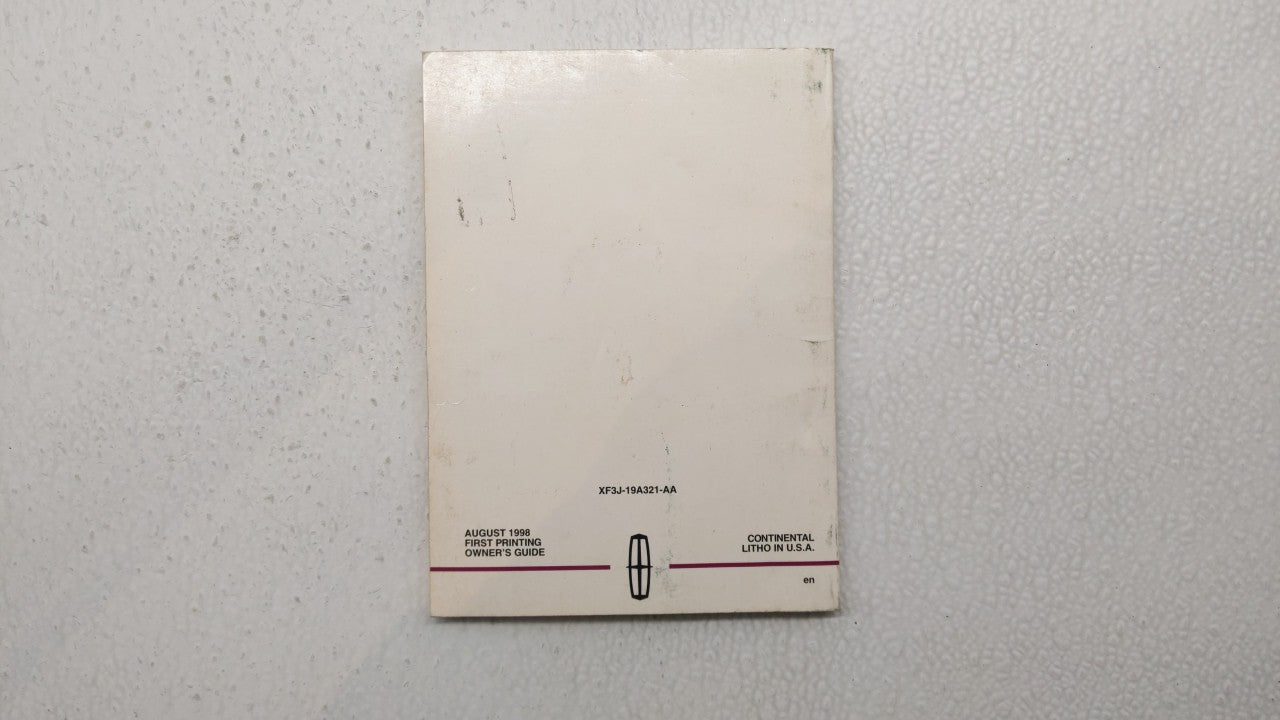 XF3J-19A321-AA
AUGUST 1998
FIRST PRINTING
OWNER'S GUIDE
CONTINENTAL
LITHO IN U.S.A.
en